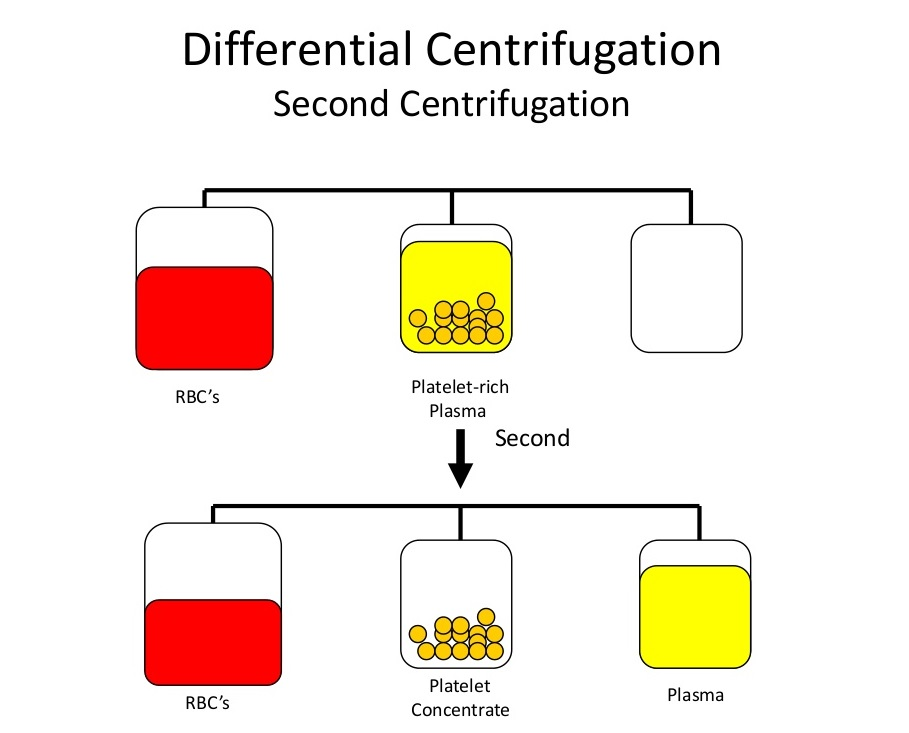 Differential Centrifugation
Second Centrifugation
RBC’s
Platelet-rich
Plasma
Second
RBC’s
Platelet
Concentrate
Plasma